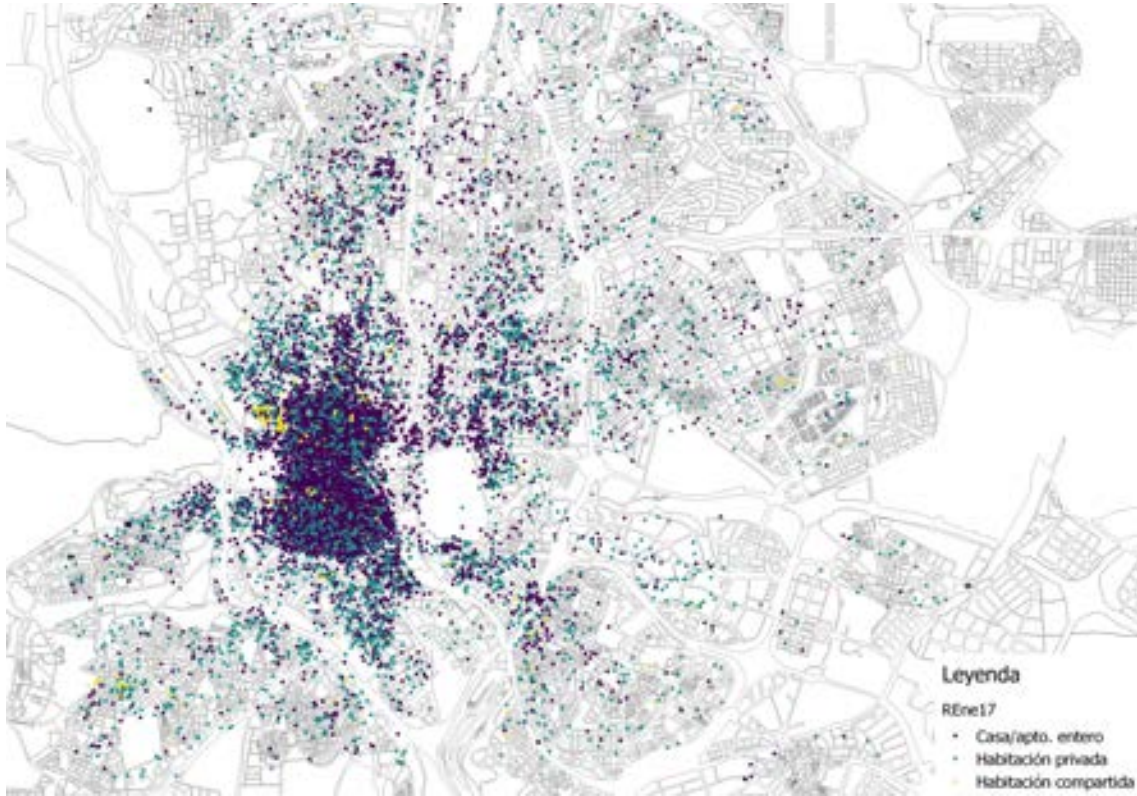 Leyenda
REne17
Casa/apto. entero
Habitación privada
Habitación compartida